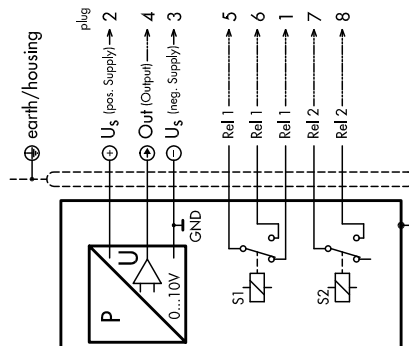 earth/housing
plug
Us (pos. Supply) 2
Out (Output) 4
Us (neg. Supply) 3
Rel 1 5
Rel 1 6
Rel 1 1
Rel 2 7
Rel 2 8
GND
P
U
0...10V
S1
S2